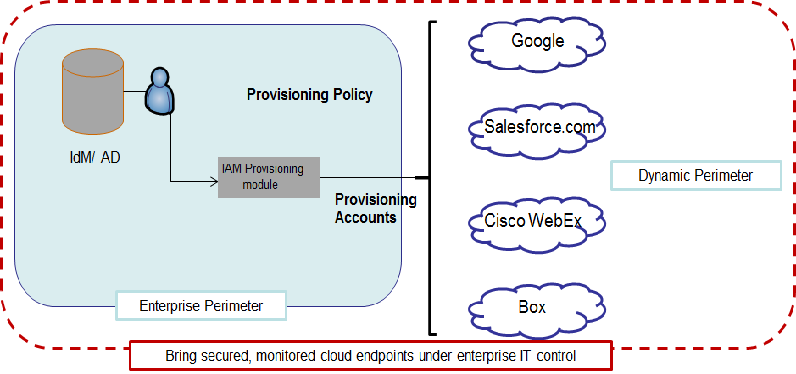 Google
Provisioning Policy
Salesforce.com
IdM/ AD
IAM Provisioning
module
Dynamic Perimeter
Provisioning
Accounts
Cisco WebEx
Enterprise Perimeter
Box
Bring secured, monitored cloud endpoints under enterprise IT control